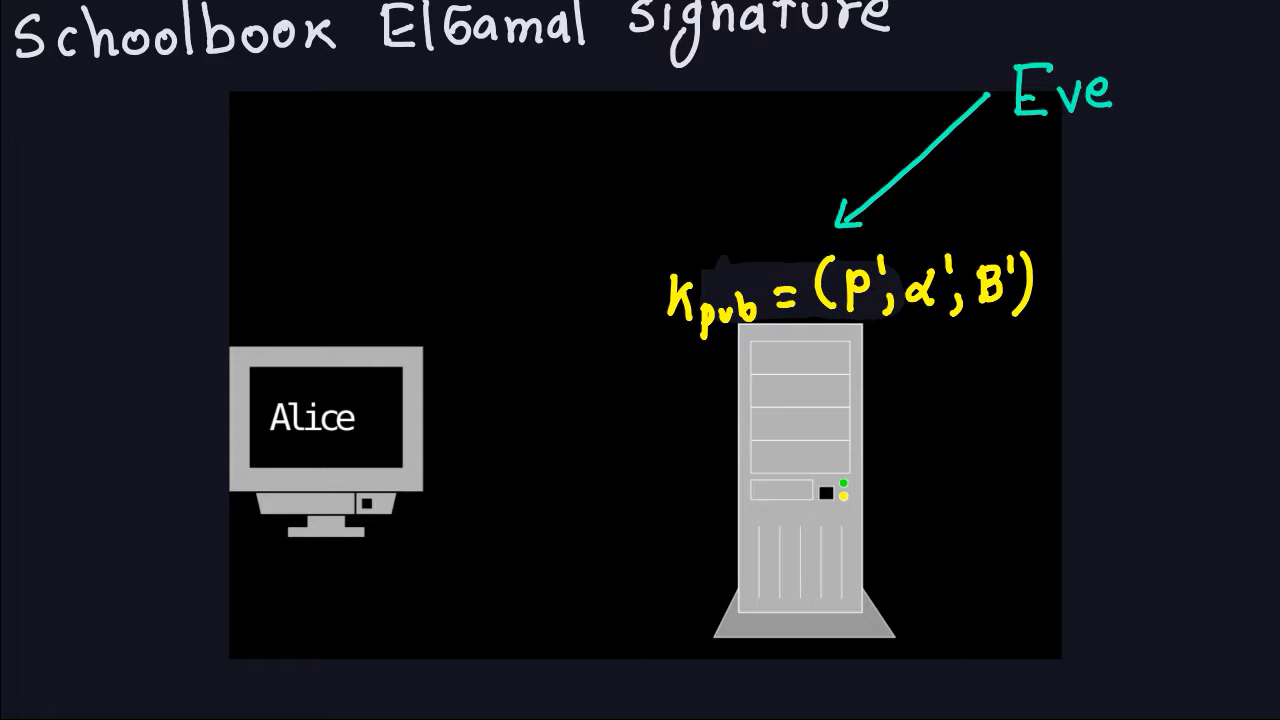 Schoolbook ElGamal signature
Eve
Kpub = (p', α', B')
Alice